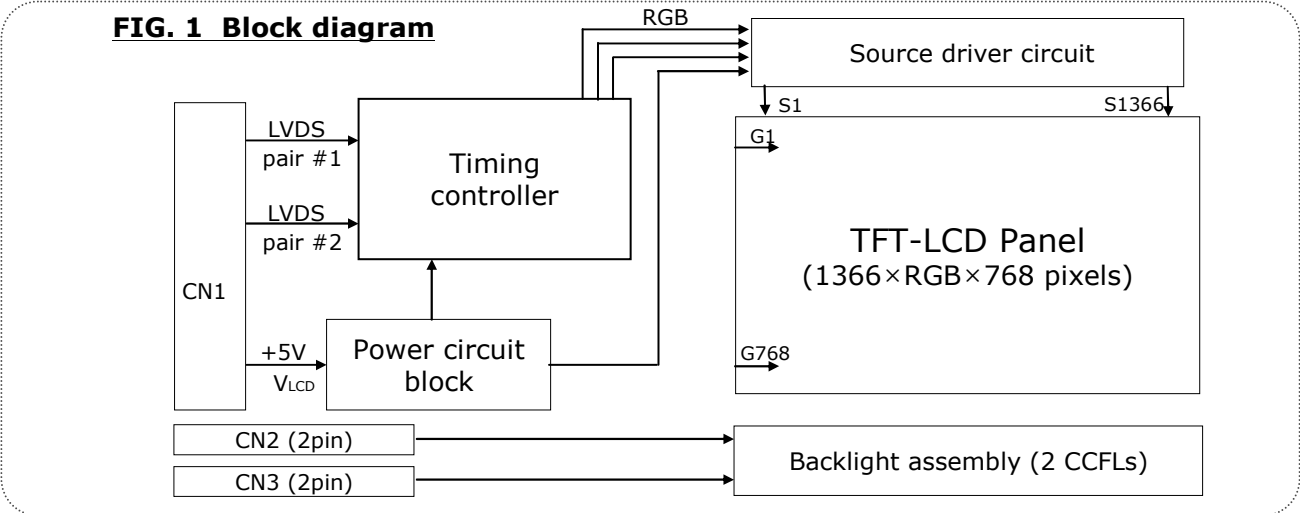 FIG. 1 Block diagram
RGB
Source driver circuit
S1
S1366
LVDS
pair #1
Timing
controller
G1
LVDS
pair #2
TFT-LCD Panel
(1366×RGB×768 pixels)
CN1
+5V
VLCD
Power circuit
block
G768
CN2 (2pin)
CN3 (2pin)
Backlight assembly (2 CCFLs)